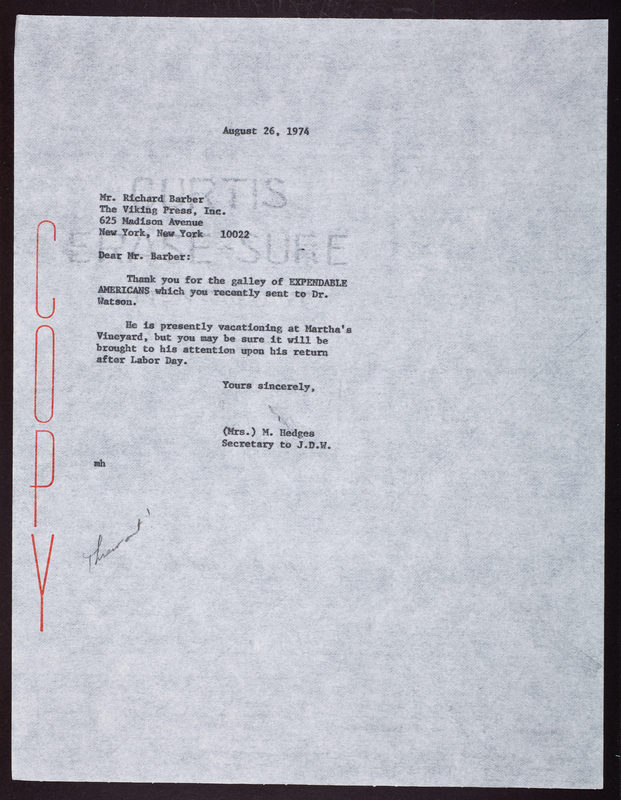 August 26, 1974
CURTIS
ERASE-SURE
Mr. Richard Barber
The Viking Press, Inc.
625 Madison Avenue
New York, New York 10022
Dear Mr. Barber:
Thank you for the galley of EXPENDABLE
AMERICANS which you recently sent to Dr.
Watson.
He is presently vacationing at Martha's
Vineyard, but you may be sure it will be
brought to his attention upon his return
after Labor Day.
Yours sincerely,
(Mrs.) M. Hedges
Secretary to J.D.W.
mh
Threw out!
COPY